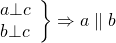 a⊥c
b⊥c } ⇒ a ∥ b